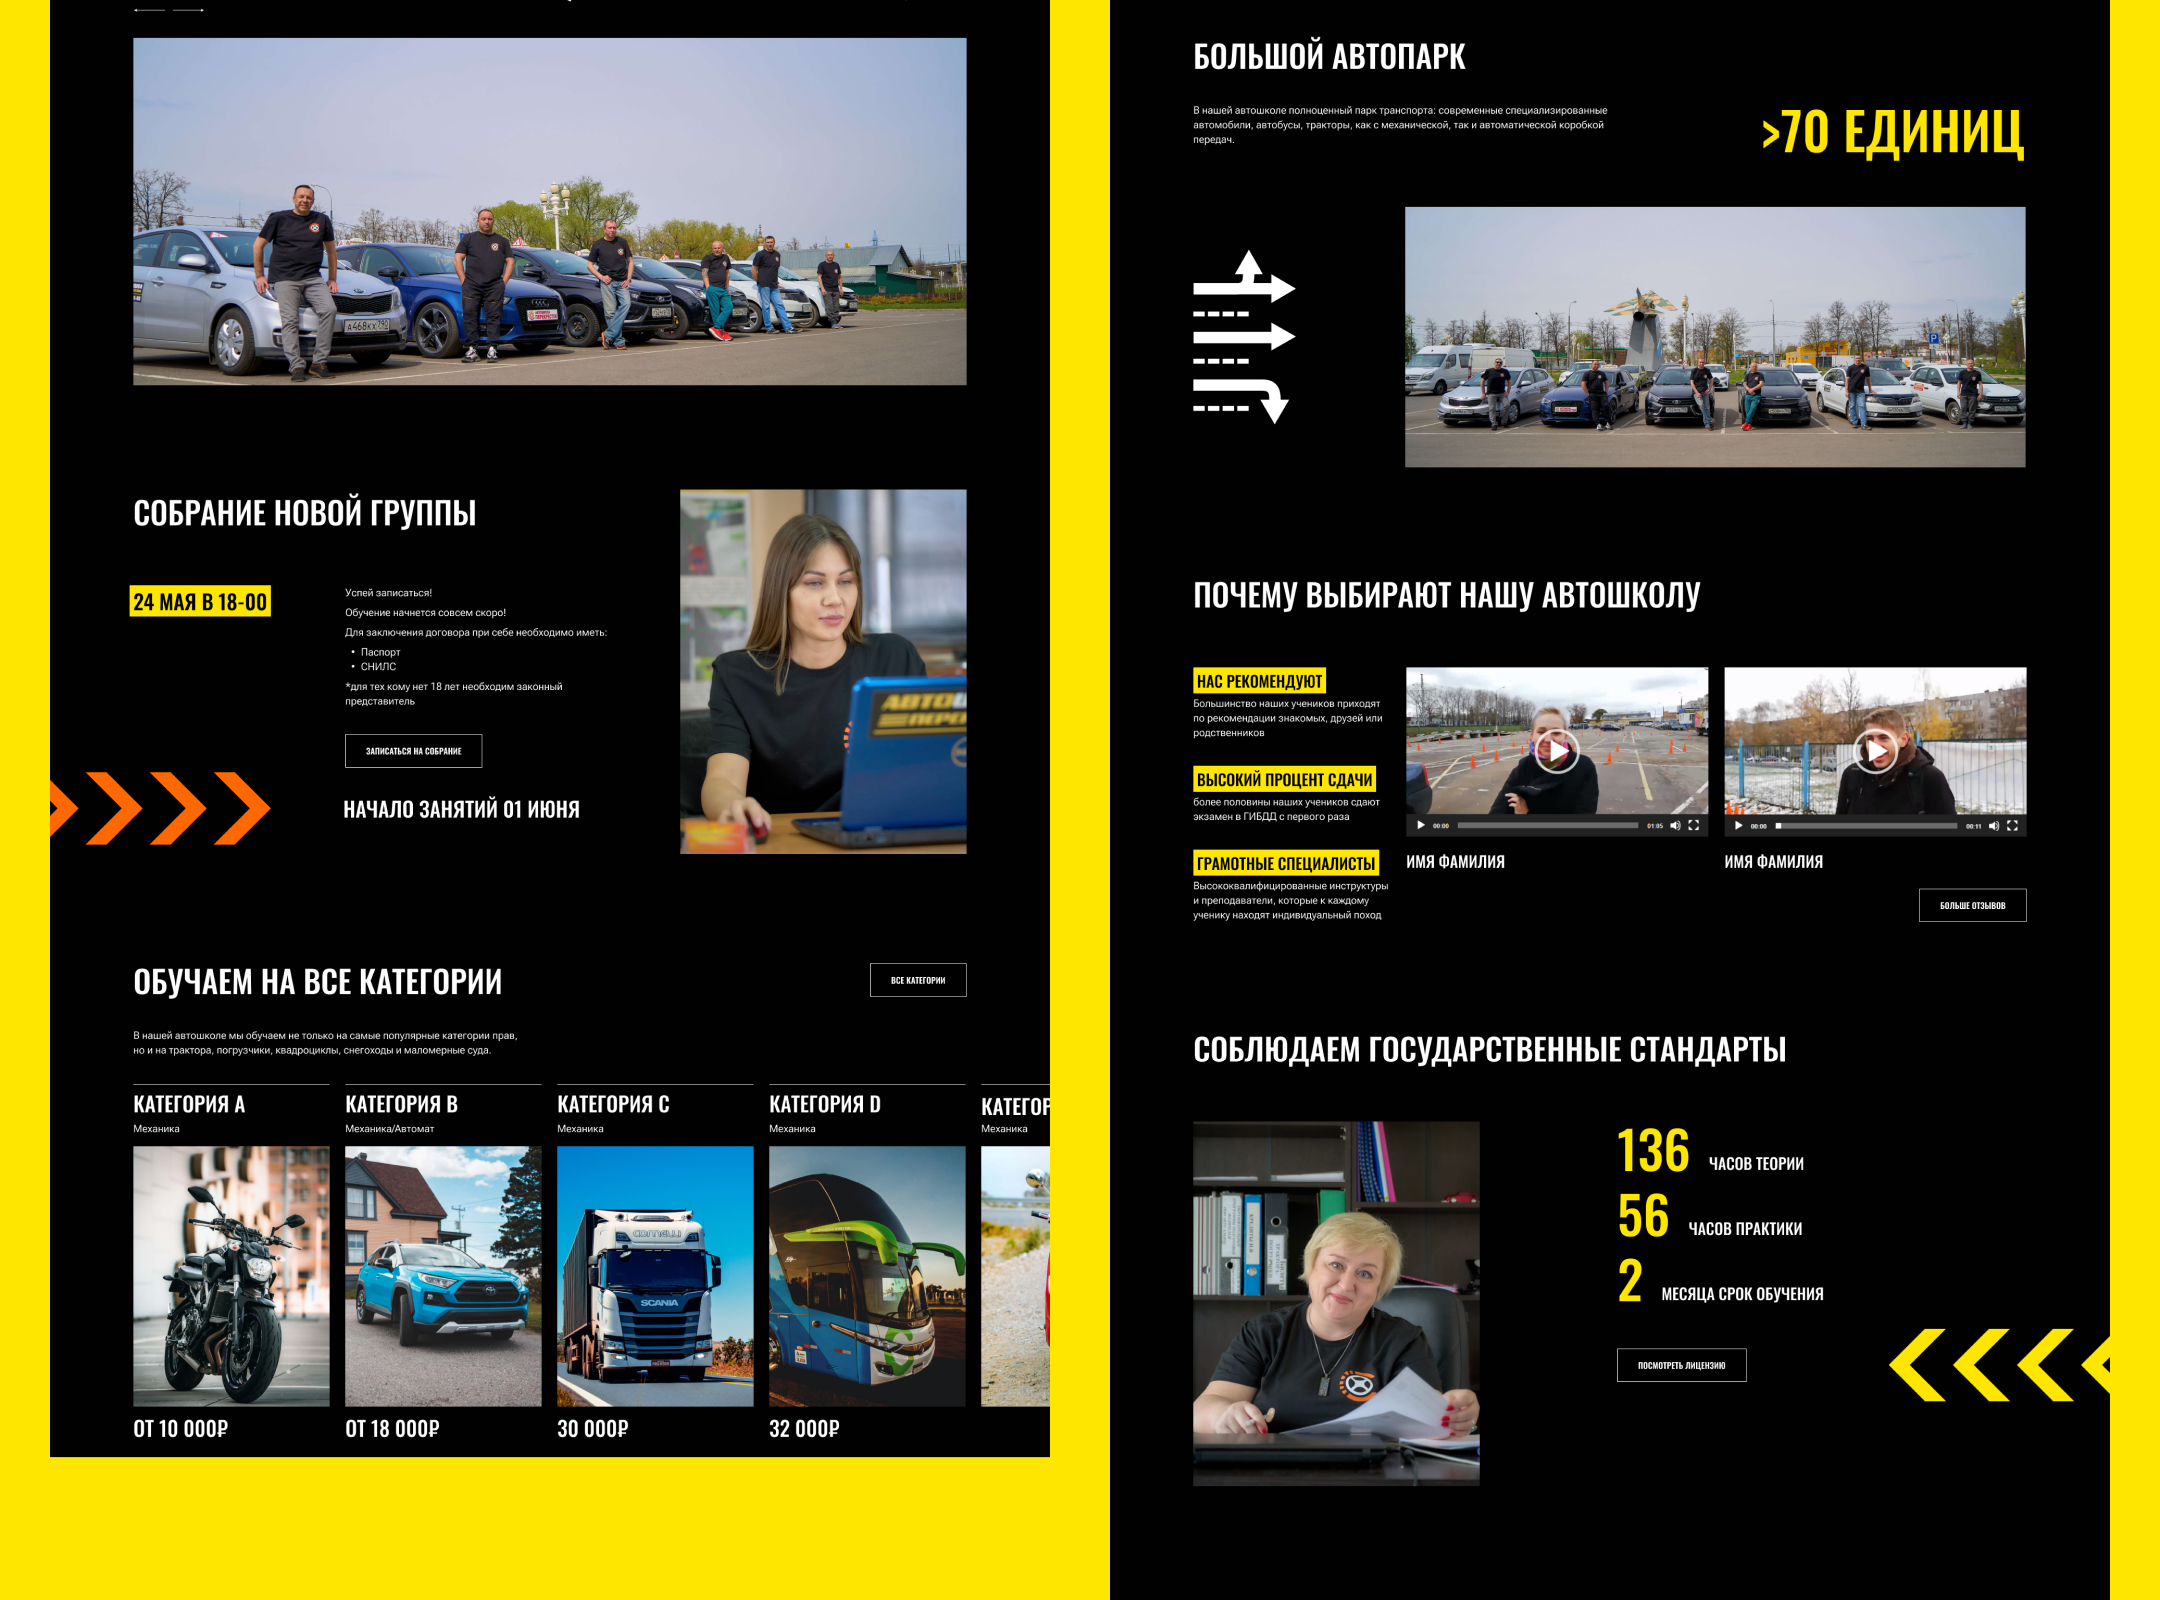 А468КХ790
СОБРАНИЕ НОВОЙ ГРУППЫ
24 МАЯ В 18-00
Успей записаться!
Обучение начнется совсем скоро!
Для заключения договора при себе необходимо иметь:
• Паспорт
• СНИЛС
*для тех кому нет 18 лет необходим законный
представитель
ЗАПИСАТЬСЯ НА СОБРАНИЕ
НАЧАЛО ЗАНЯТИЙ 01 ИЮНЯ
ОБУЧАЕМ НА ВСЕ КАТЕГОРИИ
ВСЕ КАТЕГОРИИ
В нашей автошколе мы обучаем не только на самые популярные категории прав,
но и на трактора, погрузчики, квадроциклы, снегоходы и маломерные суда.
КАТЕГОРИЯ A
Механика
ОТ 10 000₽
КАТЕГОРИЯ B
Механика/Автомат
ОТ 18 000₽
КАТЕГОРИЯ C
Механика
SCANIA
30 000₽
КАТЕГОРИЯ D
Механика
32 000₽
КАТЕГОР
Механика
БОЛЬШОЙ АВТОПАРК
В нашей автошколе полноценный парк транспорта: современные специализированные
автомобили, автобусы, тракторы, как с механической, так и автоматической коробкой
передач.
>70 ЕДИНИЦ
P
ПОЧЕМУ ВЫБИРАЮТ НАШУ АВТОШКОЛУ
НАС РЕКОМЕНДУЮТ
Большинство наших учеников приходят
по рекомендации знакомых, друзей или
родственников
ВЫСОКИЙ ПРОЦЕНТ СДАЧИ
более половины наших учеников сдают
экзамен в ГИБДД с первого раза
ГРАМОТНЫЕ СПЕЦИАЛИСТЫ
Высококвалифицированные инструктуры
и преподаватели, которые к каждому
ученику находят индивидуальный поход
00:00 01:05
ИМЯ ФАМИЛИЯ
00:00 00:11
ИМЯ ФАМИЛИЯ
БОЛЬШЕ ОТЗЫВОВ
СОБЛЮДАЕМ ГОСУДАРСТВЕННЫЕ СТАНДАРТЫ
136 ЧАСОВ ТЕОРИИ
56 ЧАСОВ ПРАКТИКИ
2 МЕСЯЦА СРОК ОБУЧЕНИЯ
ПОСМОТРЕТЬ ЛИЦЕНЗИЮ